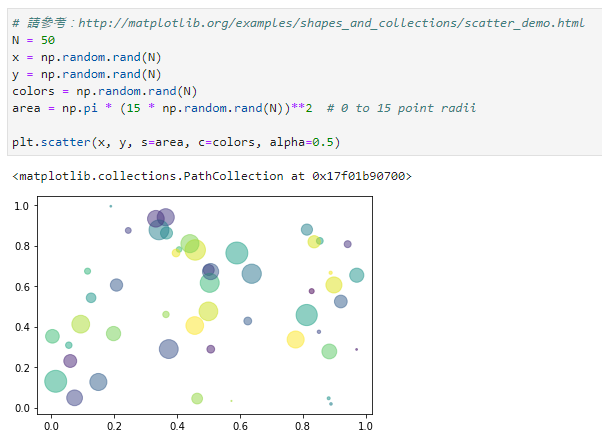 # 請參考：http://matplotlib.org/examples/shapes_and_collections/scatter_demo.html
N = 50
x = np.random.rand(N)
y = np.random.rand(N)
colors = np.random.rand(N)
area = np.pi * (15 * np.random.rand(N))**2  # 0 to 15 point radii
plt.scatter(x, y, s=area, c=colors, alpha=0.5)
<matplotlib.collections.PathCollection at 0x17f01b90700>
1.0
0.8
0.6
0.4
0.2
0.0
0.0 0.2 0.4 0.6 0.8 1.0